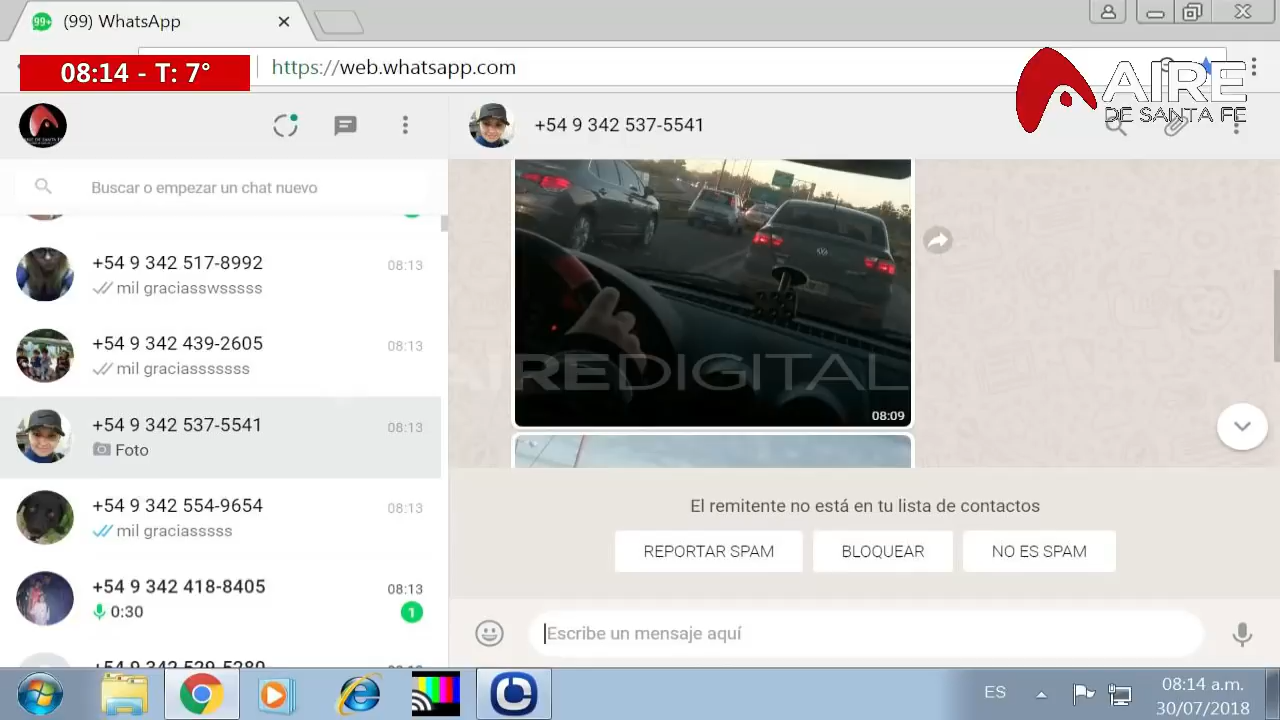 (99) WhatsApp
08:14 - T: 7°
https://web.whatsapp.com
AIRE
DE SANTA FE
+54 9 342 537-5541
Buscar o empezar un chat nuevo
+54 9 342 517-8992
08:13
mil graciasswsssss
+54 9 342 439-2605
08:13
mil graciasssssss
+54 9 342 537-5541
08:13
Foto
+54 9 342 554-9654
08:13
mil graciasssss
+54 9 342 418-8405
08:13
0:30
1
+54 9 342 529-5280
AIREDIGITAL
08:09
El remitente no está en tu lista de contactos
REPORTAR SPAM
BLOQUEAR
NO ES SPAM
Escribe un mensaje aquí
ES
08:14 a.m.
30/07/2018